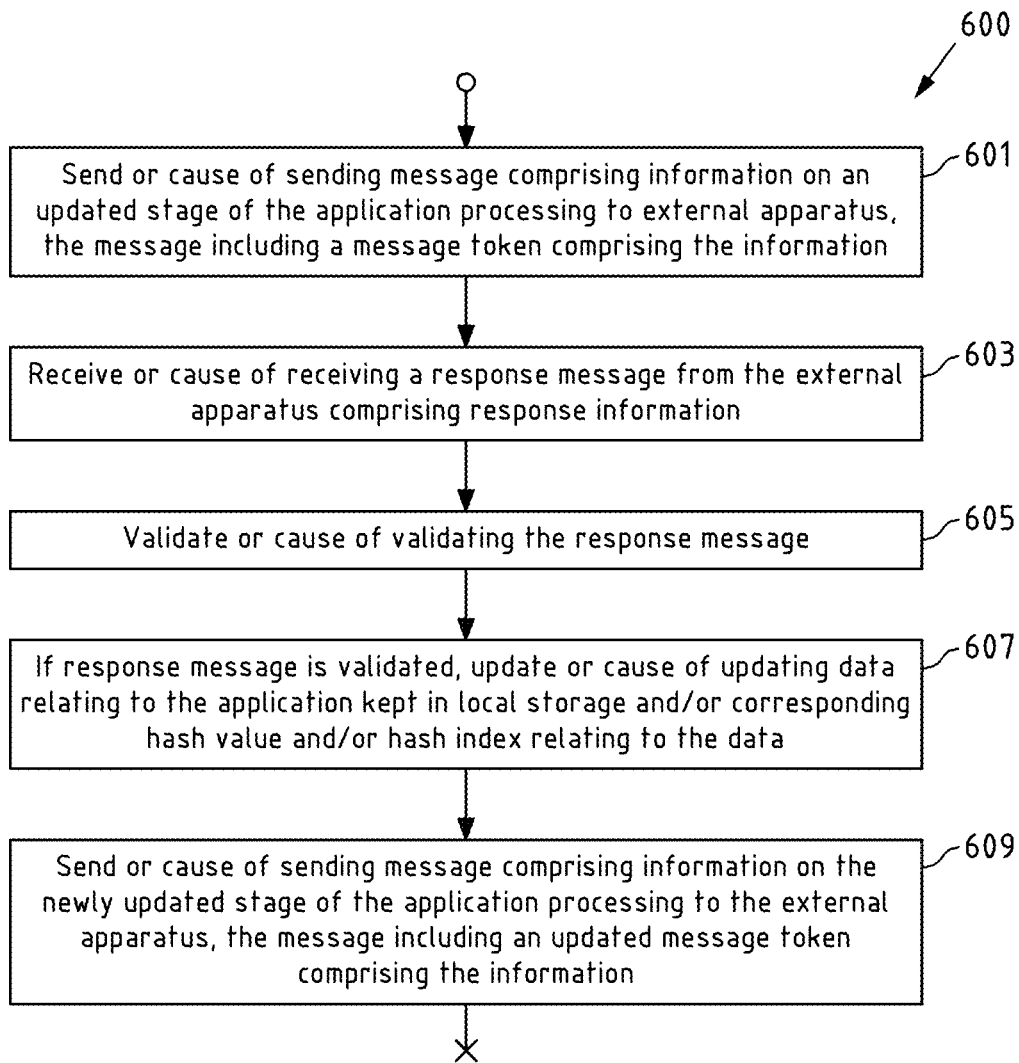 600
601
Send or cause of sending message comprising information on an
updated stage of the application processing to external apparatus,
the message including a message token comprising the information
603
Receive or cause of receiving a response message from the external
apparatus comprising response information
605
Validate or cause of validating the response message
607
If response message is validated, update or cause of updating data
relating to the application kept in local storage and/or corresponding
hash value and/or hash index relating to the data
609
Send or cause of sending message comprising information on the
newly updated stage of the application processing to the external
apparatus, the message including an updated message token
comprising the information